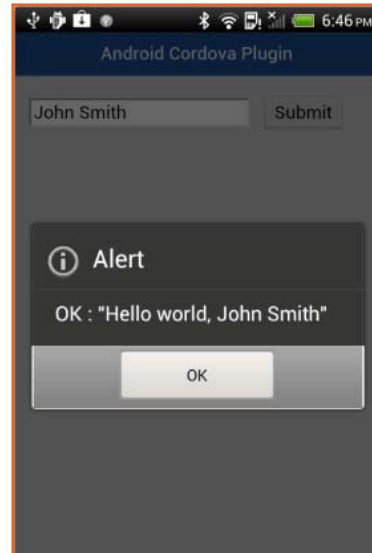 6:46 PM
Android Cordova Plugin
John Smith
Submit
Alert
OK : "Hello world, John Smith"
OK